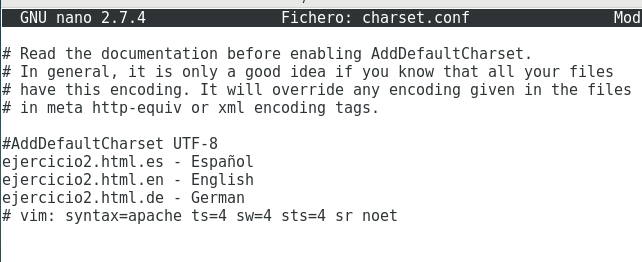 GNU nano 2.7.4 Fichero: charset.conf Mod
# Read the documentation before enabling AddDefaultCharset.
# In general, it is only a good idea if you know that all your files
# have this encoding. It will override any encoding given in the files
# in meta http-equiv or xml encoding tags.
#AddDefaultCharset UTF-8
ejercicio2.html.es - Español
ejercicio2.html.en - English
ejercicio2.html.de - German
# vim: syntax=apache ts=4 sw=4 sts=4 sr noet